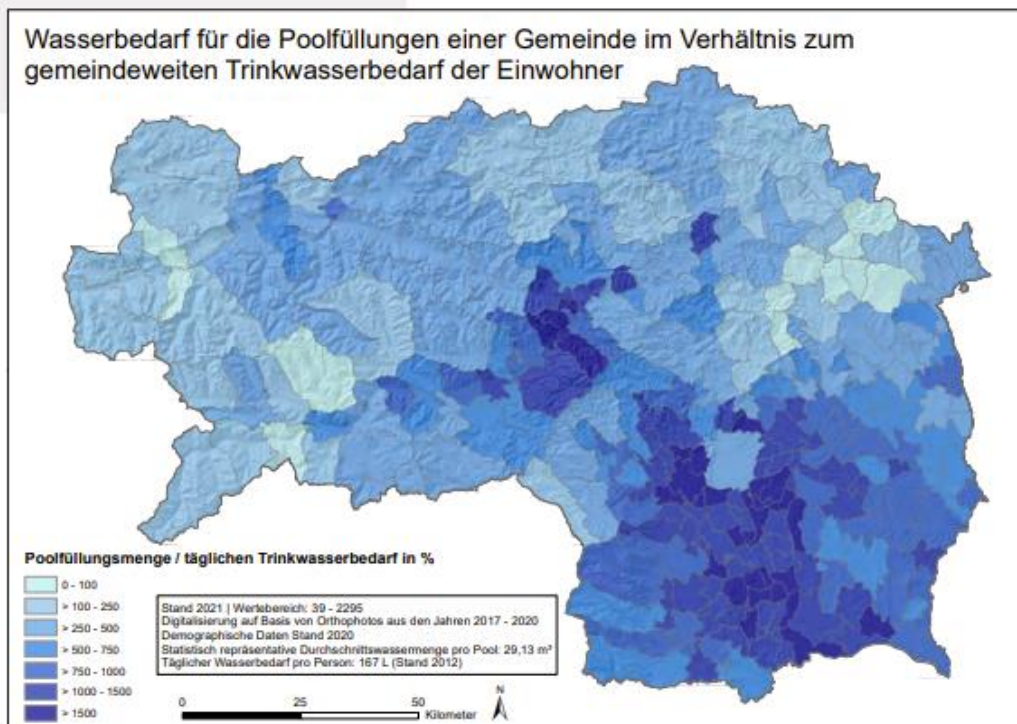 Wasserbedarf für die Poolfüllungen einer Gemeinde im Verhältnis zum
gemeindeweiten Trinkwasserbedarf der Einwohner
Poolfüllungsmenge / täglichen Trinkwasserbedarf in %
0 - 100
> 100 - 250
> 250 - 500
> 500 - 750
> 750 - 1000
> 1000 - 1500
> 1500
Stand 2021 | Wertebereich: 39 - 2295
Digitalisierung auf Basis von Orthophotos aus den Jahren 2017 - 2020
Demographische Daten Stand 2020
Statistisch repräsentative Durchschnittswassermenge pro Pool: 29,13 m³
Täglicher Wasserbedarf pro Person: 167 L (Stand 2012)
0 25 50
Kilometer
N